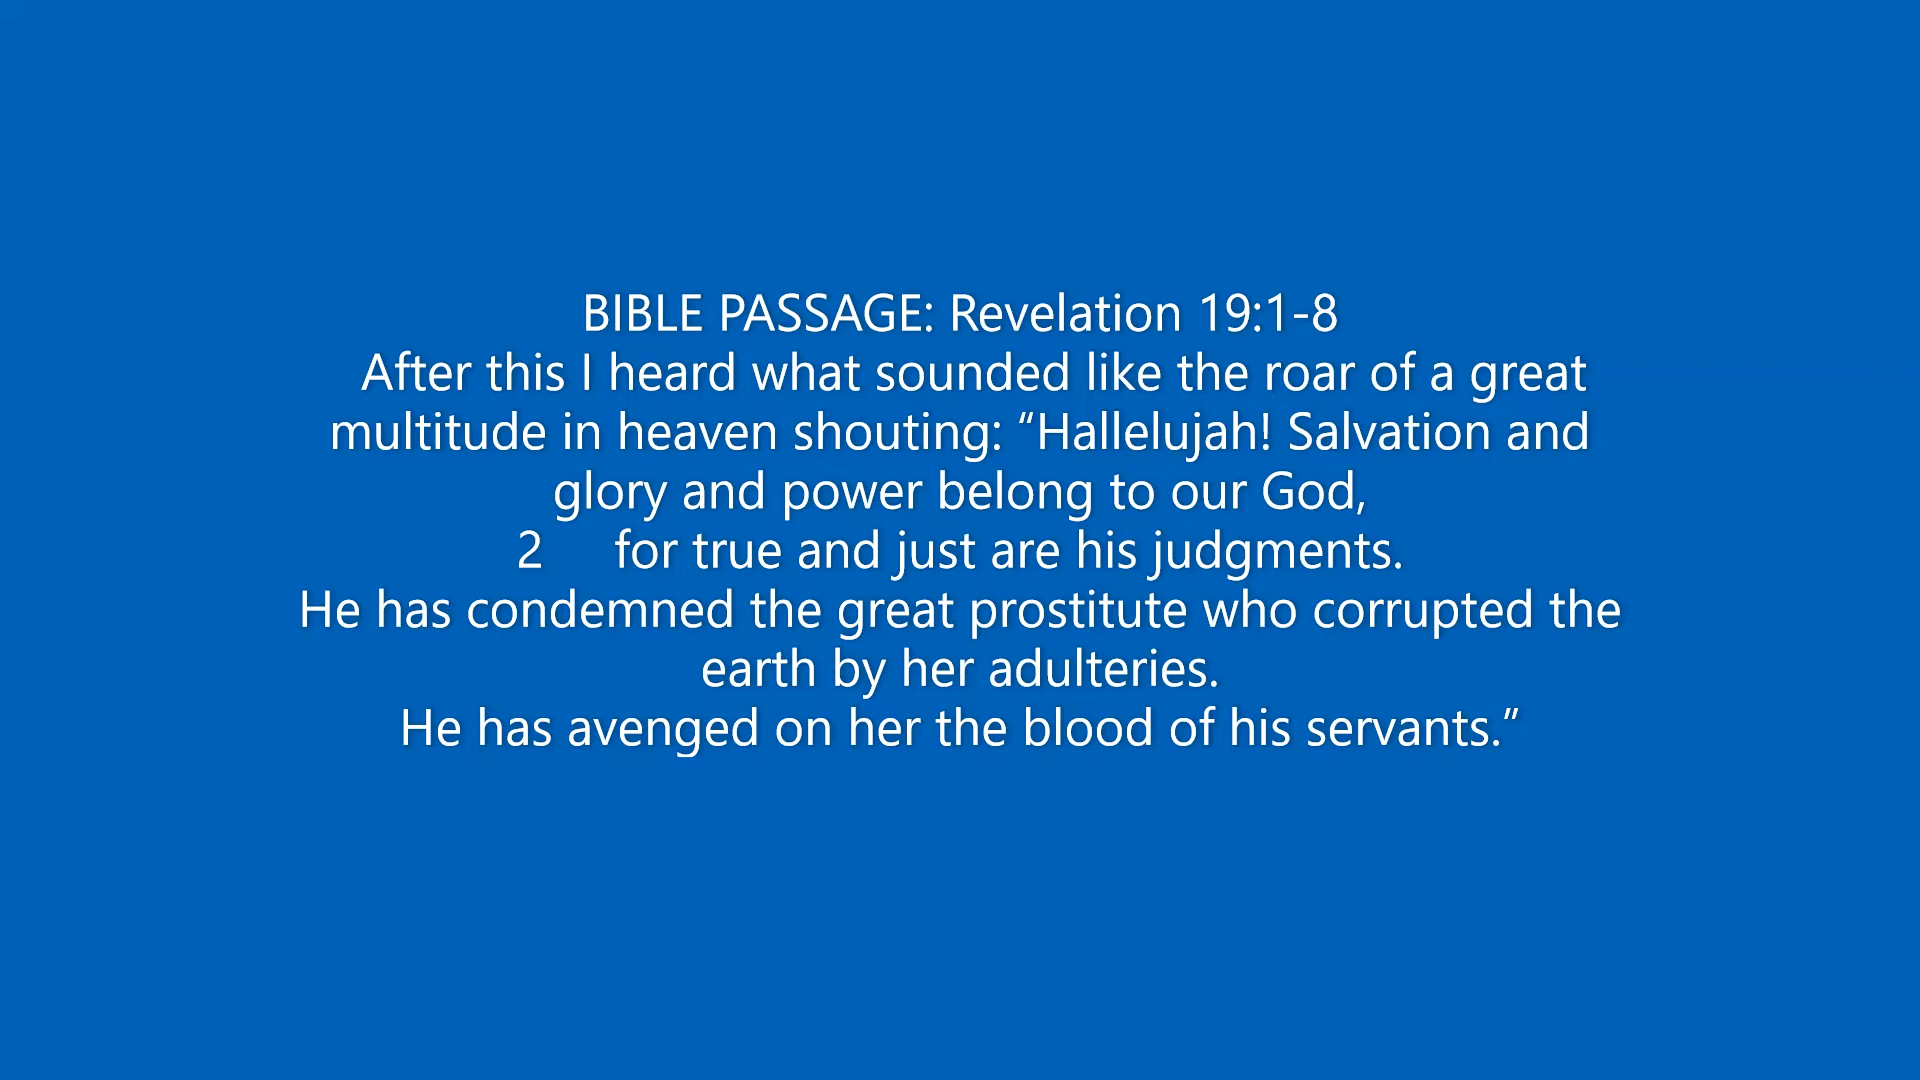 BIBLE PASSAGE: Revelation 19:1-8
After this I heard what sounded like the roar of a great
multitude in heaven shouting: “Hallelujah! Salvation and
glory and power belong to our God,
2 for true and just are his judgments.
He has condemned the great prostitute who corrupted the
earth by her adulteries.
He has avenged on her the blood of his servants.”